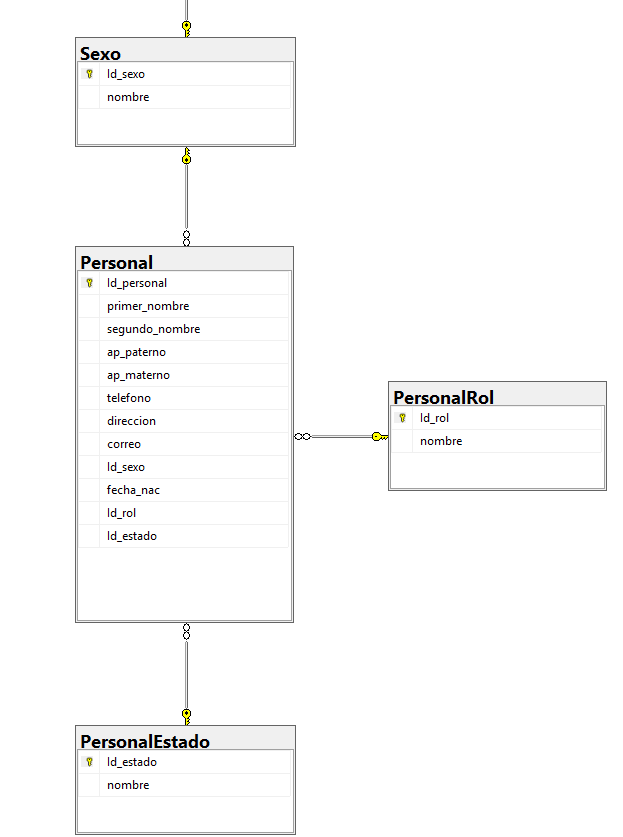 Sexo
Id_sexo
nombre
Personal
Id_personal
primer_nombre
segundo_nombre
ap_paterno
ap_materno
telefono
direccion
correo
Id_sexo
fecha_nac
Id_rol
Id_estado
PersonalRol
Id_rol
nombre
PersonalEstado
Id_estado
nombre